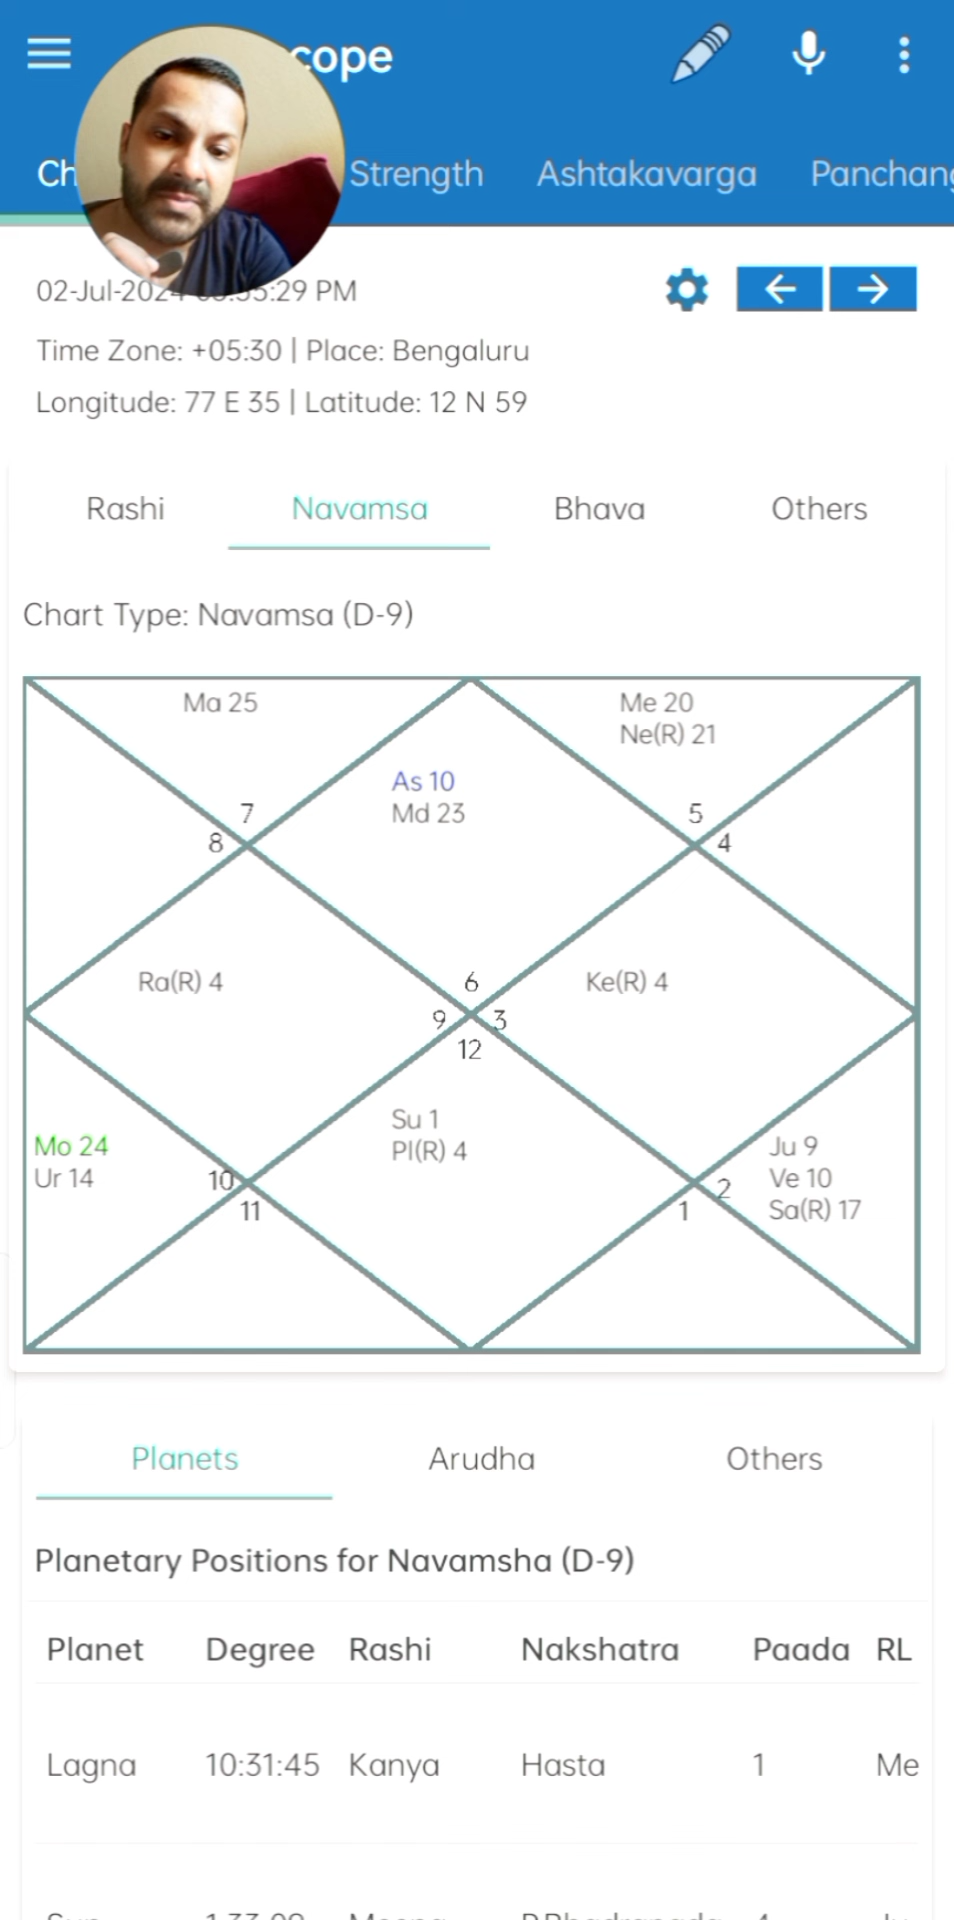 cope
Ch
Strength
Ashtakavarga
Panchang
02-Jul-2024 :29 PM
Time Zone: +05:30 | Place: Bengaluru
Longitude: 77 E 35 | Latitude: 12 N 59
Rashi
Navamsa
Bhava
Others
Chart Type: Navamsa (D-9)
Ma 25
Me 20
Ne(R) 21
As 10
Md 23
7
8
5
4
Ra(R) 4
6
Ke(R) 4
9
3
12
Su 1
Pl(R) 4
Mo 24
Ur 14
10
11
Ju 9
Ve 10
Sa(R) 17
2
1
Planets
Arudha
Others
Planetary Positions for Navamsha (D-9)
Planet Degree Rashi Nakshatra Paada RL
Lagna 10:31:45 Kanya Hasta 1 Me